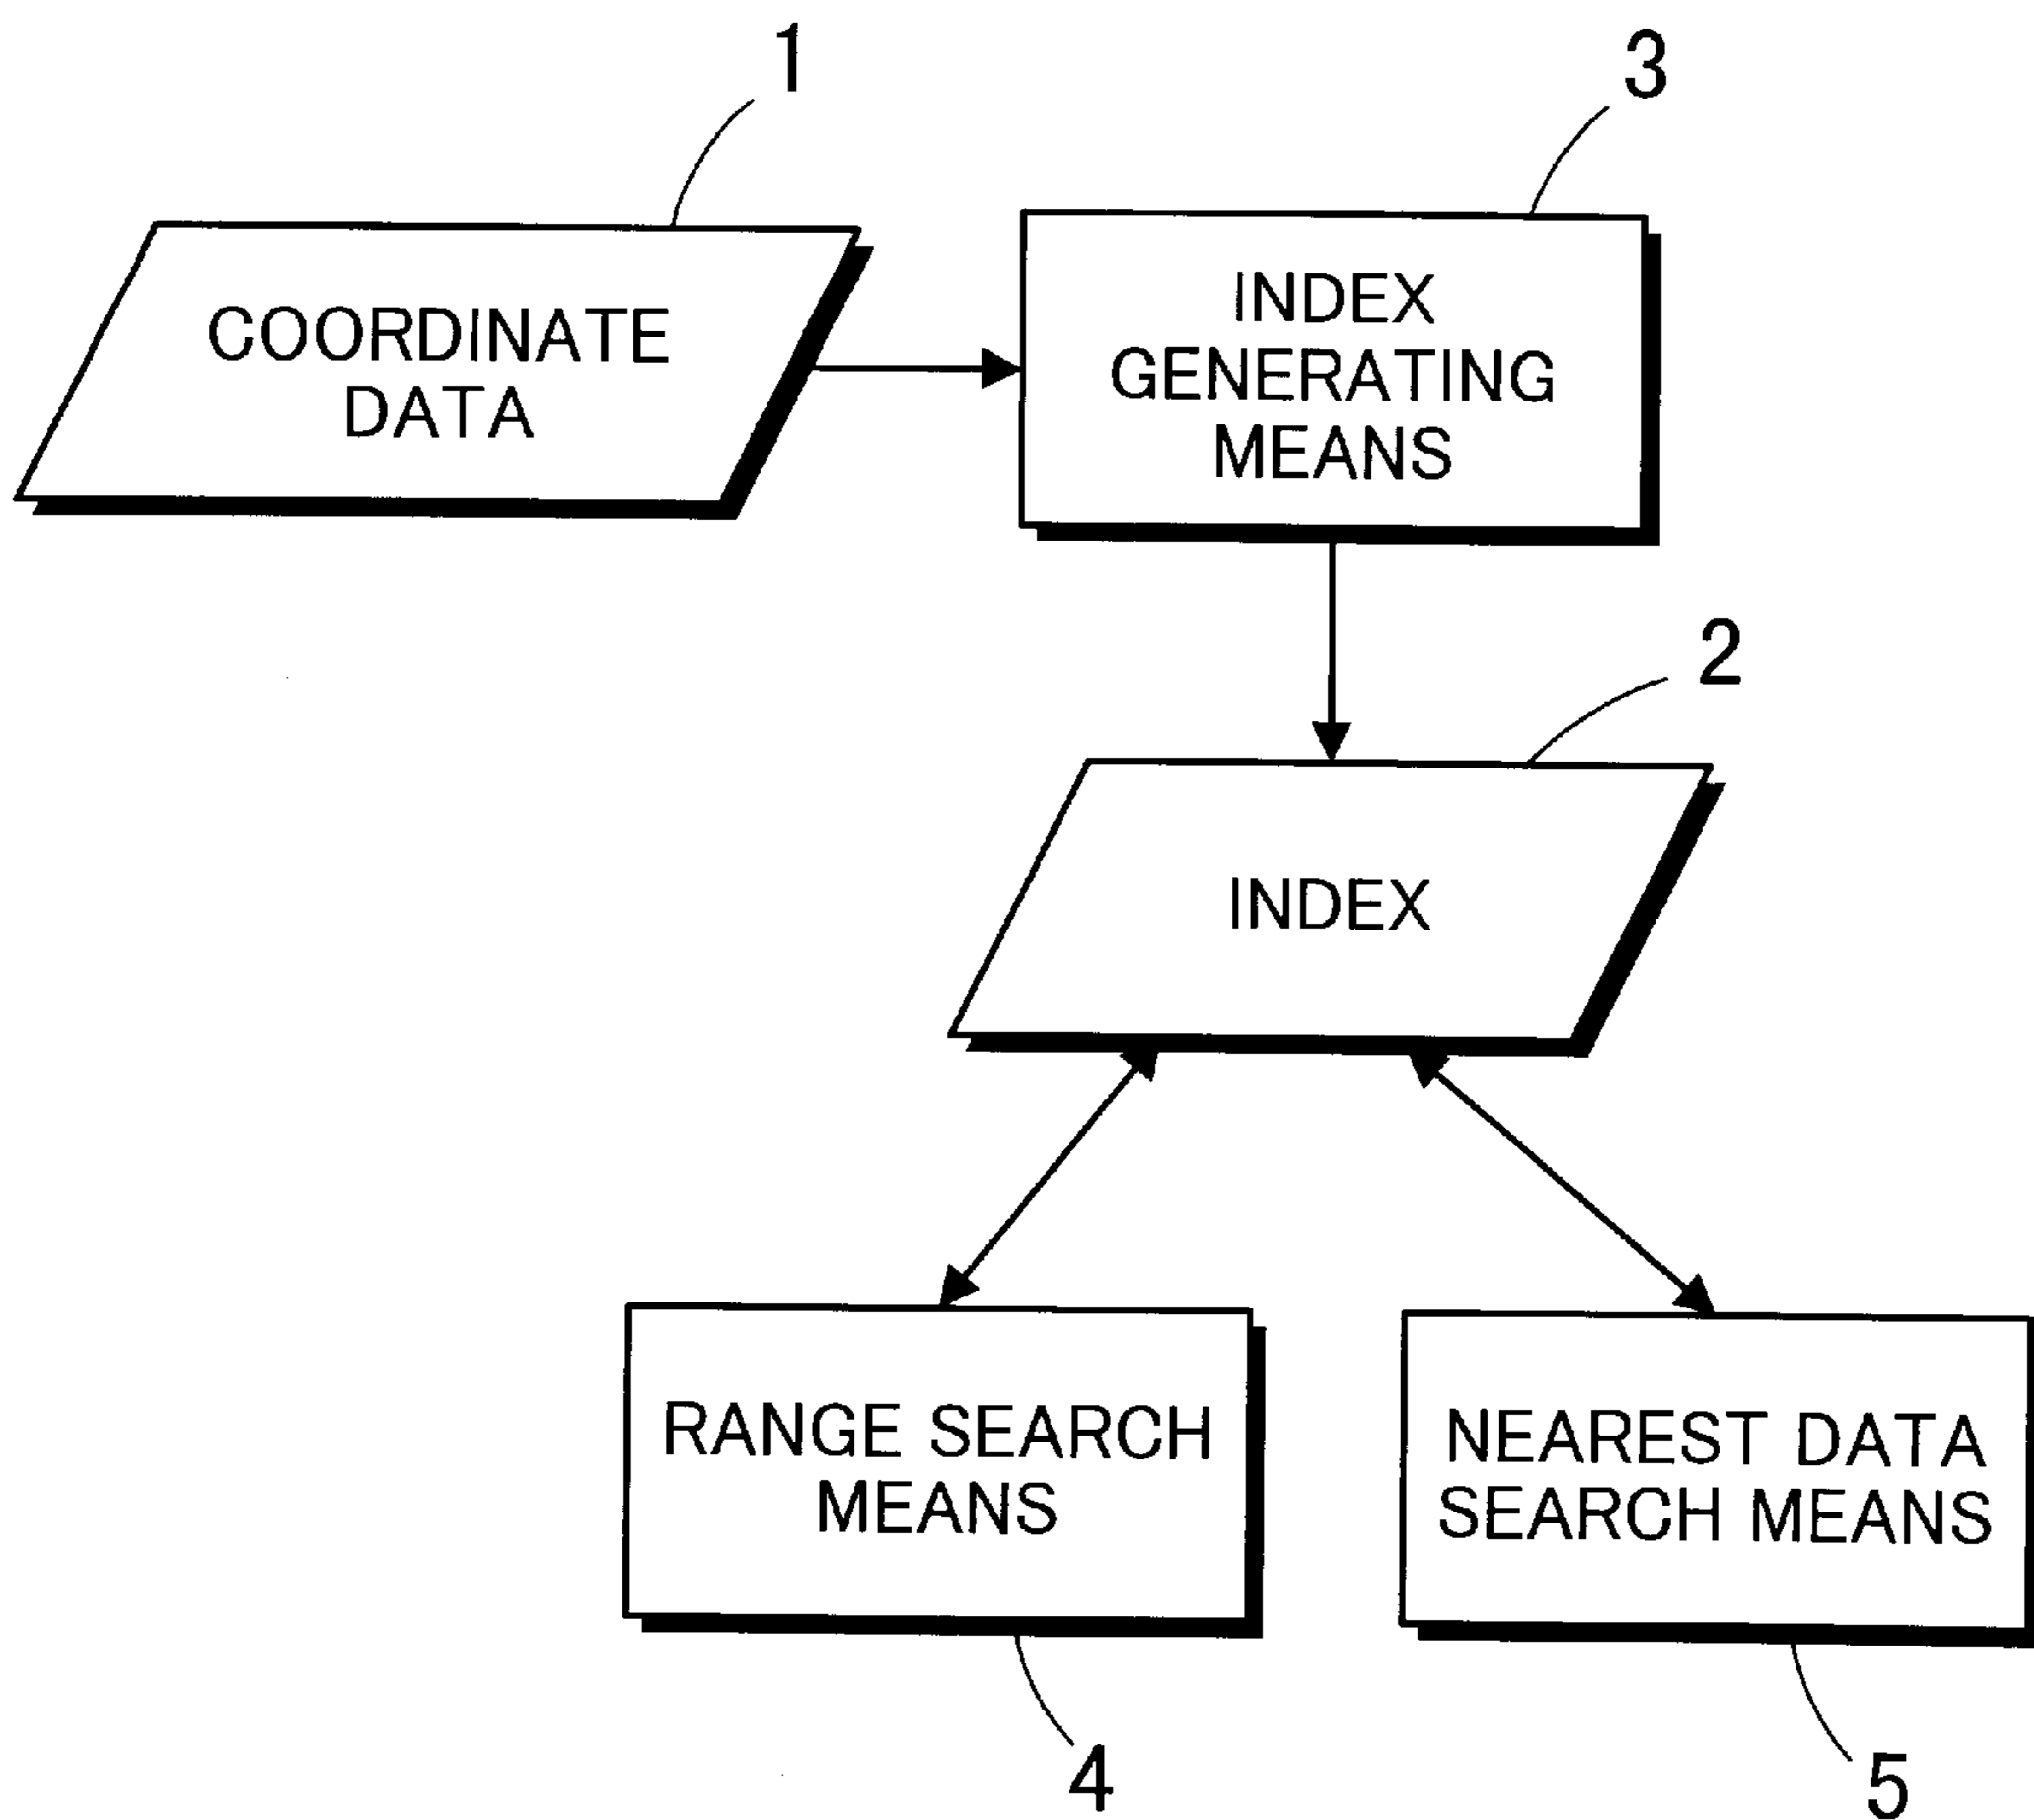 1
3
COORDINATE
DATA
INDEX
GENERATING
MEANS
2
INDEX
RANGE SEARCH
MEANS
NEAREST DATA
SEARCH MEANS
4
5